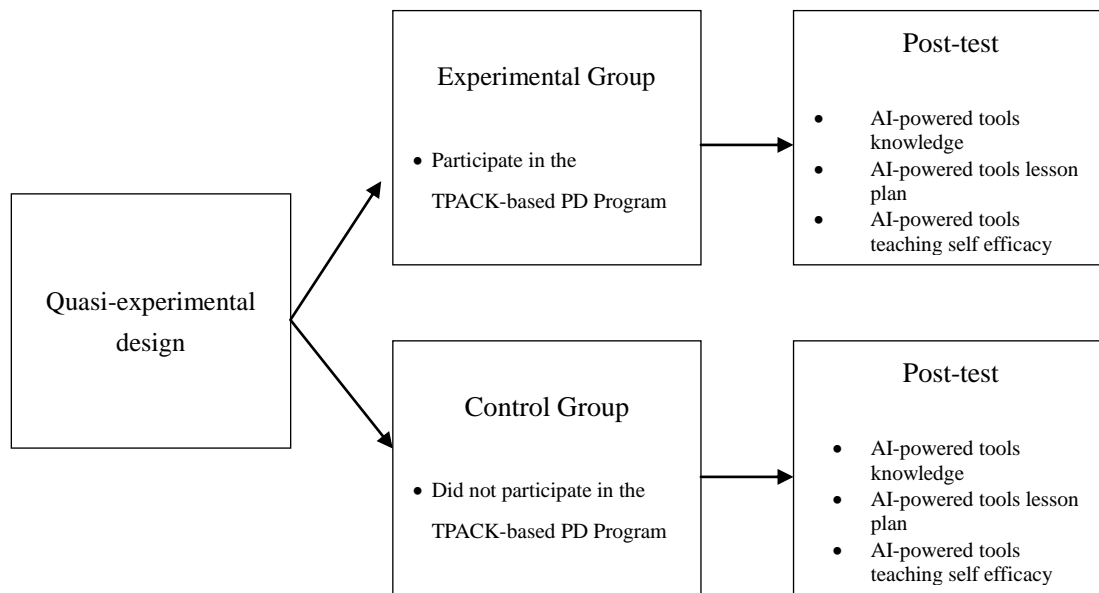 Quasi-experimental
design
Experimental Group
• Participate in the
TPACK-based PD Program
Post-test
• AI-powered tools
knowledge
• AI-powered tools lesson
plan
• AI-powered tools
teaching self efficacy
Control Group
• Did not participate in the
TPACK-based PD Program
Post-test
• AI-powered tools
knowledge
• AI-powered tools lesson
plan
• AI-powered tools
teaching self efficacy